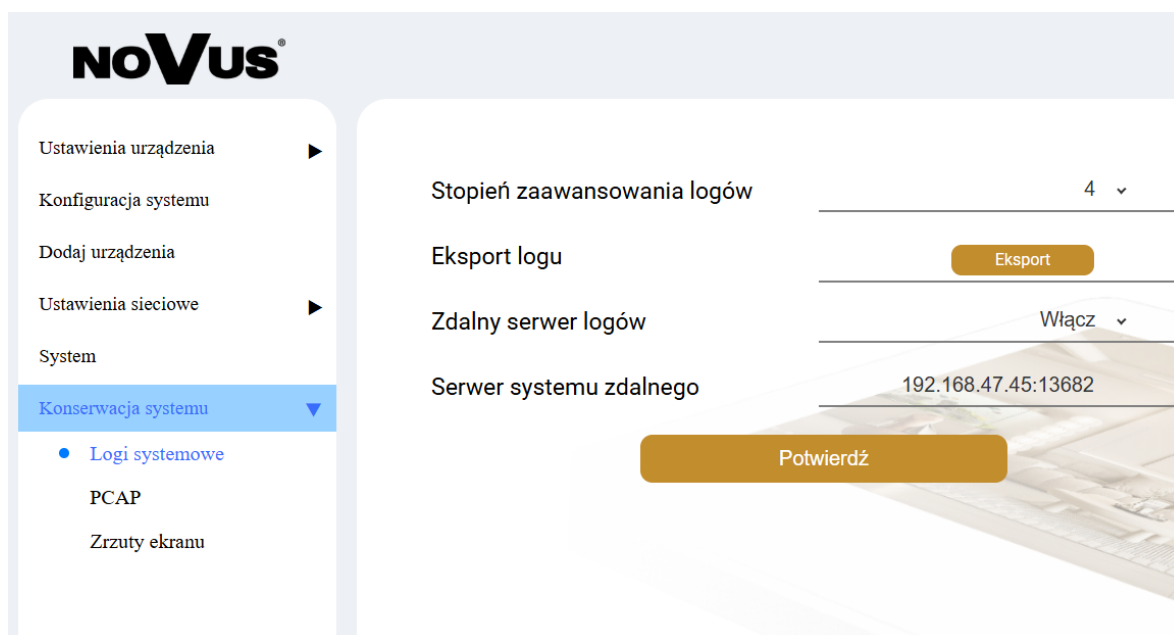 NOVUS®
Ustawienia urządzenia ▶
Konfiguracja systemu
Dodaj urządzenia
Ustawienia sieciowe ▶
System
Konserwacja systemu ▼
• Logi systemowe
PCAP
Zrzuty ekranu
Stopień zaawansowania logów 4
Eksport logu Eksport
Zdalny serwer logów Włącz
Serwer systemu zdalnego 192.168.47.45:13682
Potwierdź